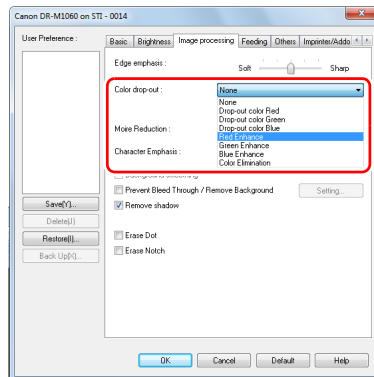 Canon DR-M1060 on STI - 0014
User Preference :
Basic Brightness Image processing Feeding Others Imprinter/Addo
Edge emphasis :
Soft Sharp
Color drop-out : None
None
Drop-out color Red
Drop-out color Green
Moire Reduction : Drop-out color Blue
Red Enhance
Green Enhance
Character Emphasis : Blue Enhance
Color Elimination
Prevent Bleed Through / Remove Background Setting...
Save(Y)... Remove shadow
Delete(J)
Restore(I)... Erase Dot
Back Up(X)... Erase Notch
OK Cancel Default Help